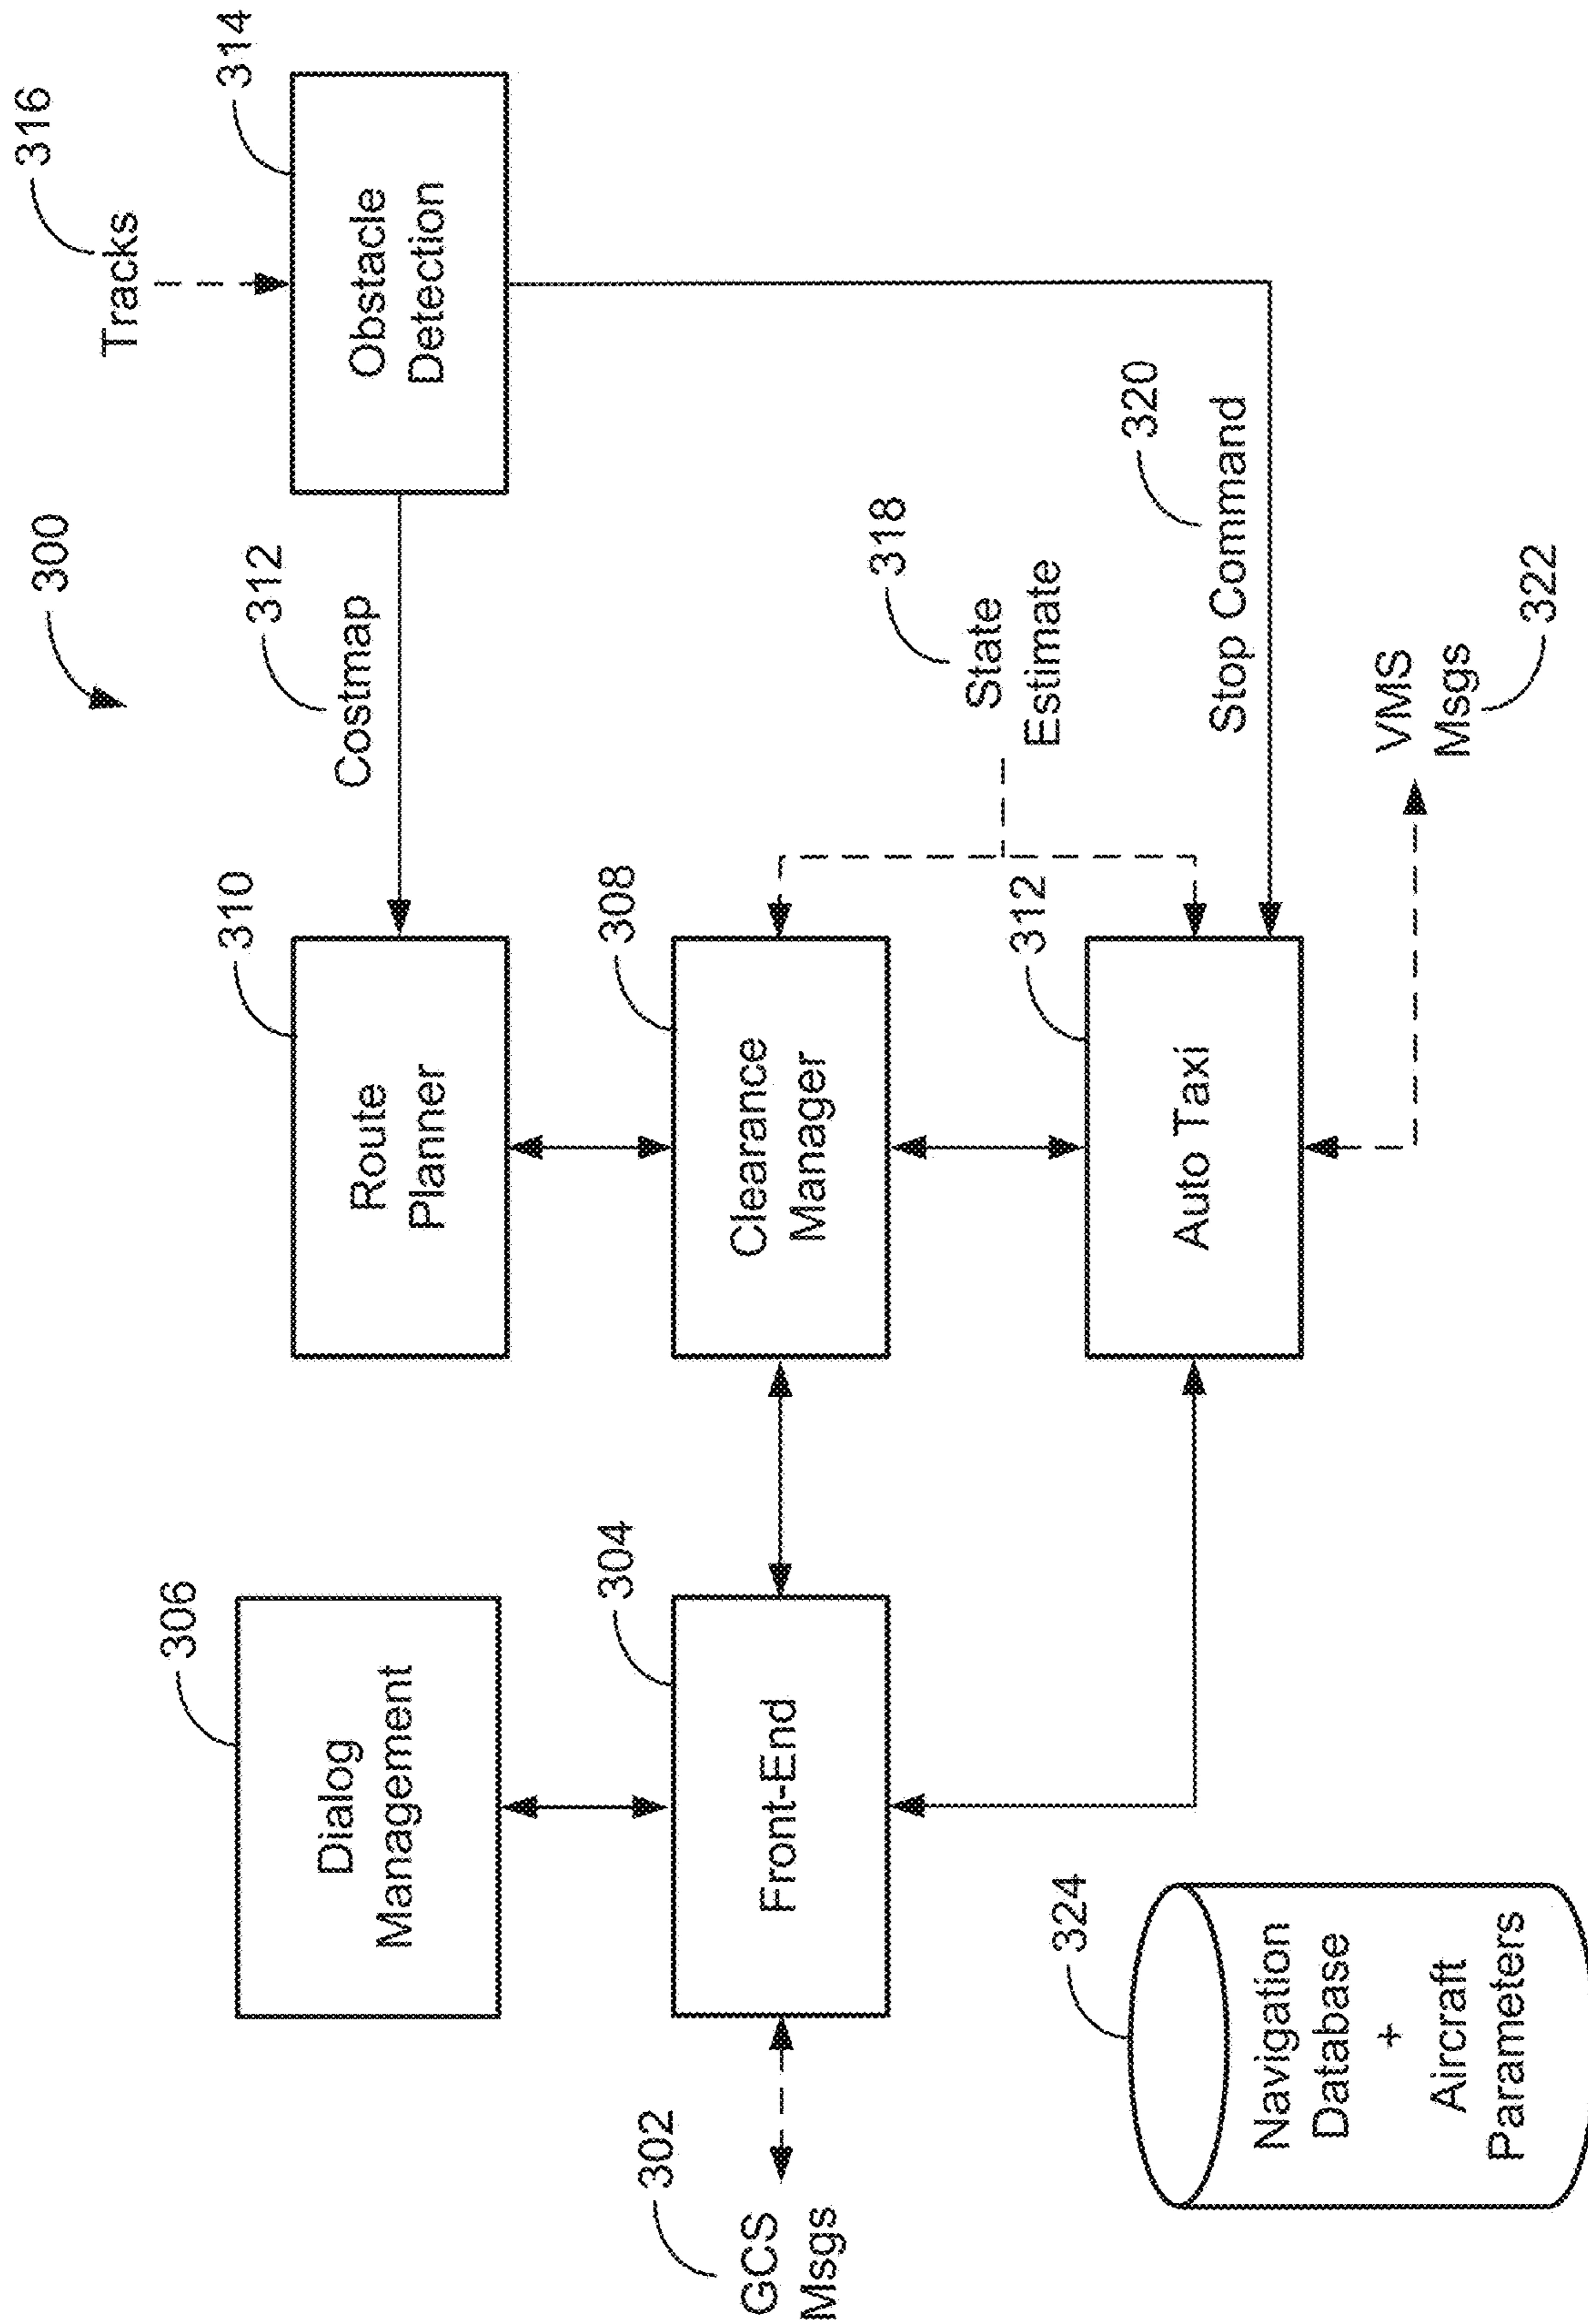 300
316
Tracks
314
Obstacle
Detection
312
Costmap
310
Route
Planner
306
Dialog
Management
318
State
Estimate
308
Clearance
Manager
304
Front-End
302
GCS
Msgs
320
Stop Command
312
Auto Taxi
322
VMS
Msgs
324
Navigation
Database
+
Aircraft
Parameters